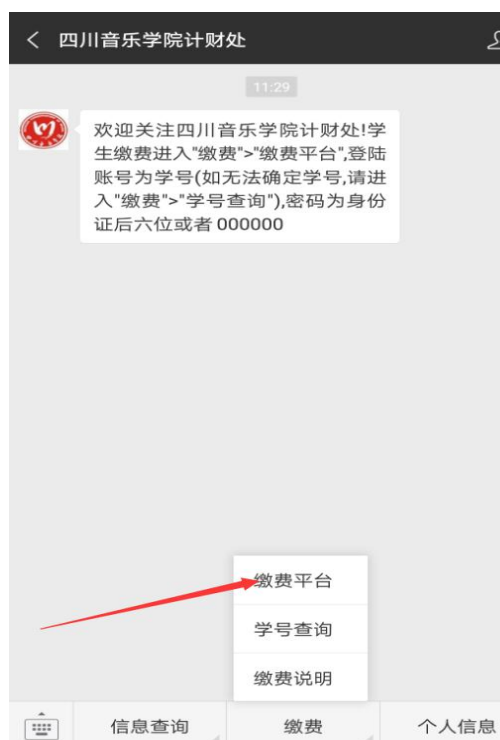 四川音乐学院计财处
11:29
欢迎关注四川音乐学院计财处!学
生缴费进入"缴费">"缴费平台",登陆
账号为学号(如无法确定学号,请进
入"缴费">"学号查询"),密码为身份
证后六位或者 000000
缴费平台
学号查询
缴费说明
信息查询
缴费
个人信息